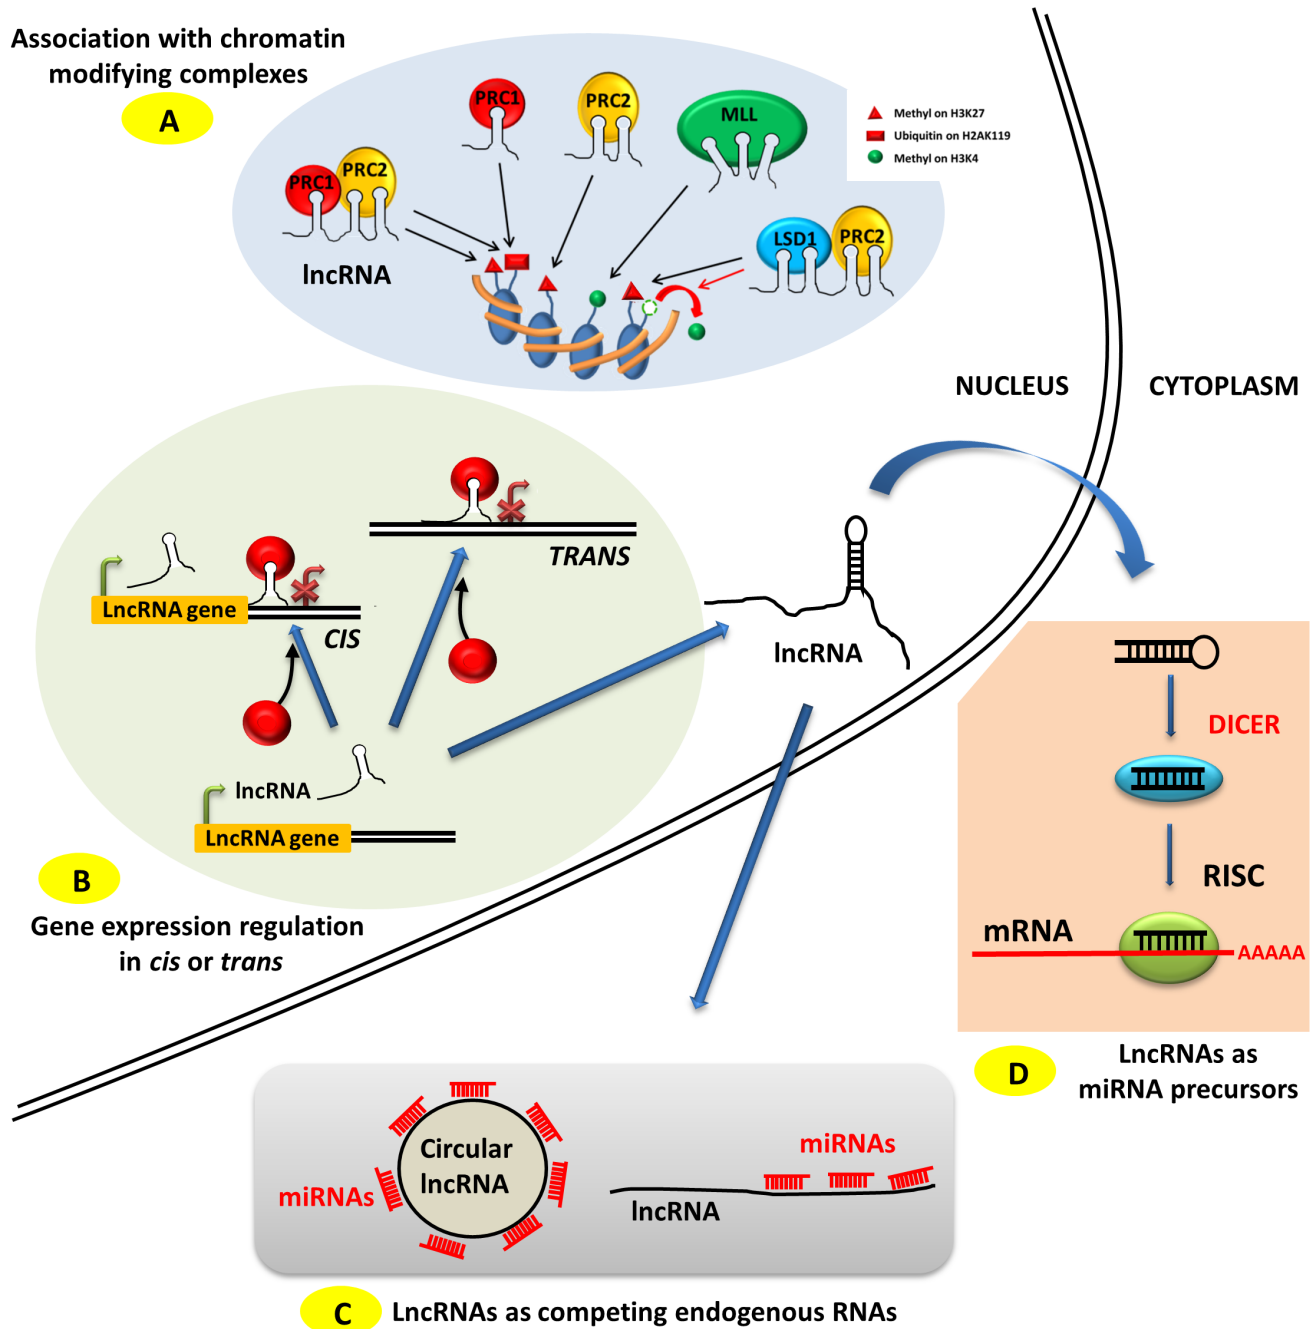 Association with chromatin
modifying complexes
A
PRC1
PRC2
MLL
Methyl on H3K27
Ubiquitin on H2AK119
Methyl on H3K4
PRC1
PRC2
LSD1
PRC2
lncRNA
NUCLEUS
CYTOPLASM
TRANS
LncRNA gene
CIS
lncRNA
lncRNA
LncRNA gene
B
Gene expression regulation
in cis or trans
DICER
RISC
mRNA
AAAAA
D
LncRNAs as
miRNA precursors
Circular
lncRNA
miRNAs
miRNAs
lncRNA
C
LncRNAs as competing endogenous RNAs